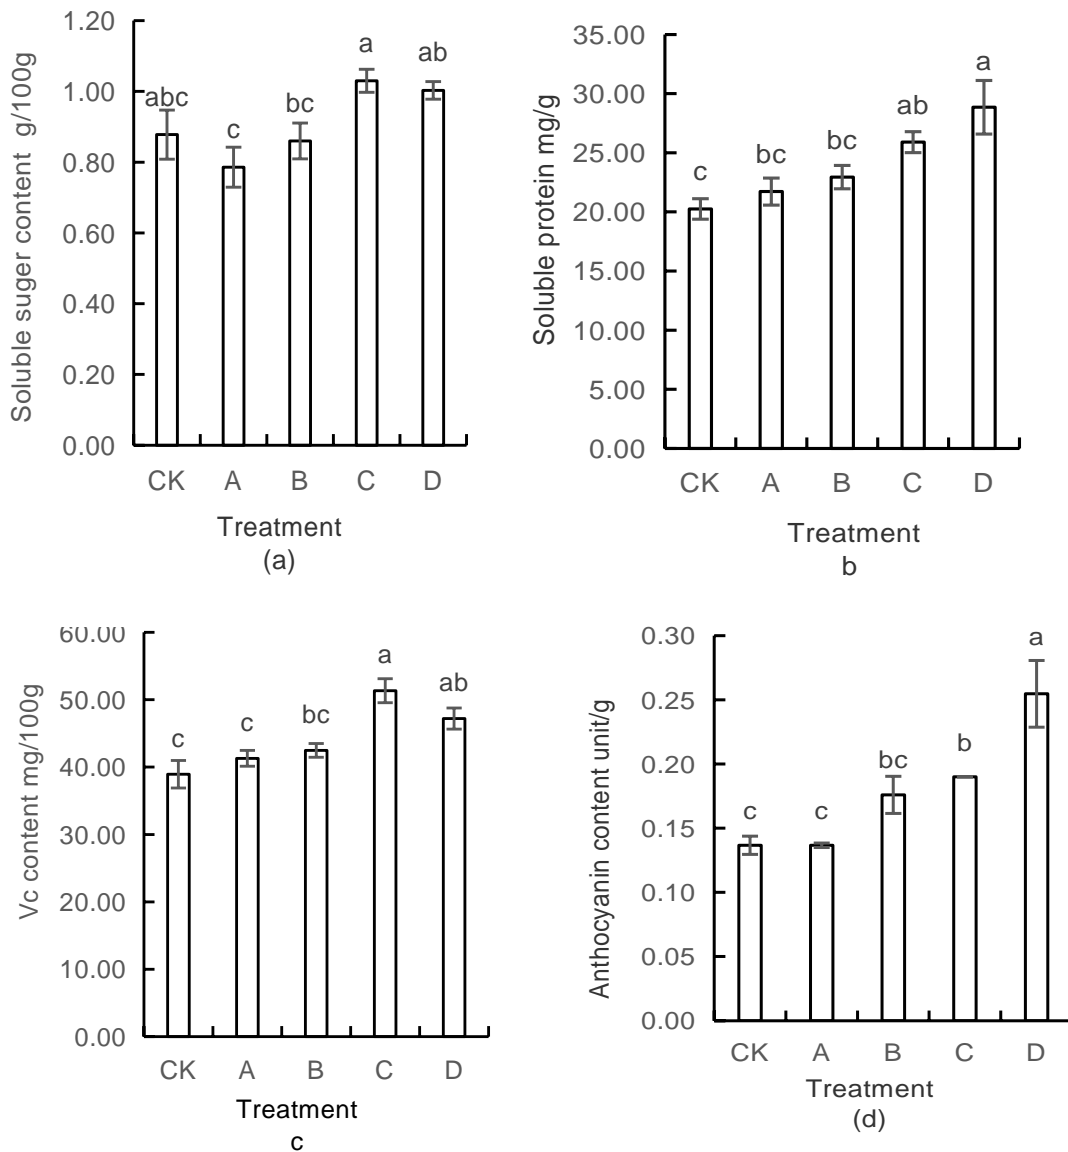 Soluble suger content g/100g
1.20
1.00
0.80
0.60
0.40
0.20
0.00
abc
c
bc
a
ab
CK A B C D
Treatment
(a)
Soluble protein mg/g
35.00
30.00
25.00
20.00
15.00
10.00
5.00
0.00
c
bc
bc
ab
a
CK A B C D
Treatment
b
Vc content mg/100g
60.00
50.00
40.00
30.00
20.00
10.00
0.00
c
c
bc
a
ab
CK A B C D
Treatment
c
Anthocyanin content unit/g
0.30
0.25
0.20
0.15
0.10
0.05
0.00
c
c
bc
b
a
CK A B C D
Treatment
(d)